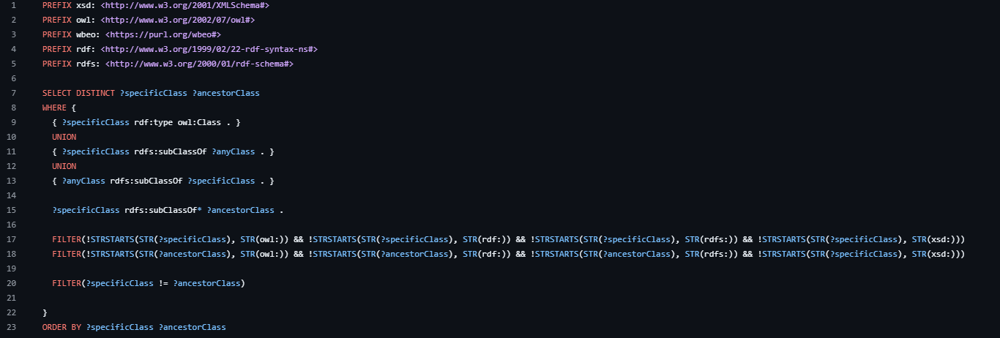 1 PREFIX xsd: <http://www.w3.org/2001/XMLSchema#>
2 PREFIX owl: <http://www.w3.org/2002/07/owl#>
3 PREFIX wbeo: <https://purl.org/wbeo#>
4 PREFIX rdf: <http://www.w3.org/1999/02/22-rdf-syntax-ns#>
5 PREFIX rdfs: <http://www.w3.org/2000/01/rdf-schema#>
6
7 SELECT DISTINCT ?specificClass ?ancestorClass
8 WHERE {
9   { ?specificClass rdf:type owl:Class . }
10   UNION
11   { ?specificClass rdfs:subClassOf ?anyClass . }
12   UNION
13   { ?anyClass rdfs:subClassOf ?specificClass . }
14
15   ?specificClass rdfs:subClassOf* ?ancestorClass .
16
17   FILTER(!STRSTARTS(STR(?specificClass), STR(owl:)) && !STRSTARTS(STR(?specificClass), STR(rdf:)) && !STRSTARTS(STR(?specificClass), STR(rdfs:)) && !STRSTARTS(STR(?specificClass), STR(xsd:)))
18   FILTER(!STRSTARTS(STR(?ancestorClass), STR(owl:)) && !STRSTARTS(STR(?ancestorClass), STR(rdf:)) && !STRSTARTS(STR(?ancestorClass), STR(rdfs:)) && !STRSTARTS(STR(?specificClass), STR(xsd:)))
19
20   FILTER(?specificClass != ?ancestorClass)
21
22 }
23 ORDER BY ?specificClass ?ancestorClass